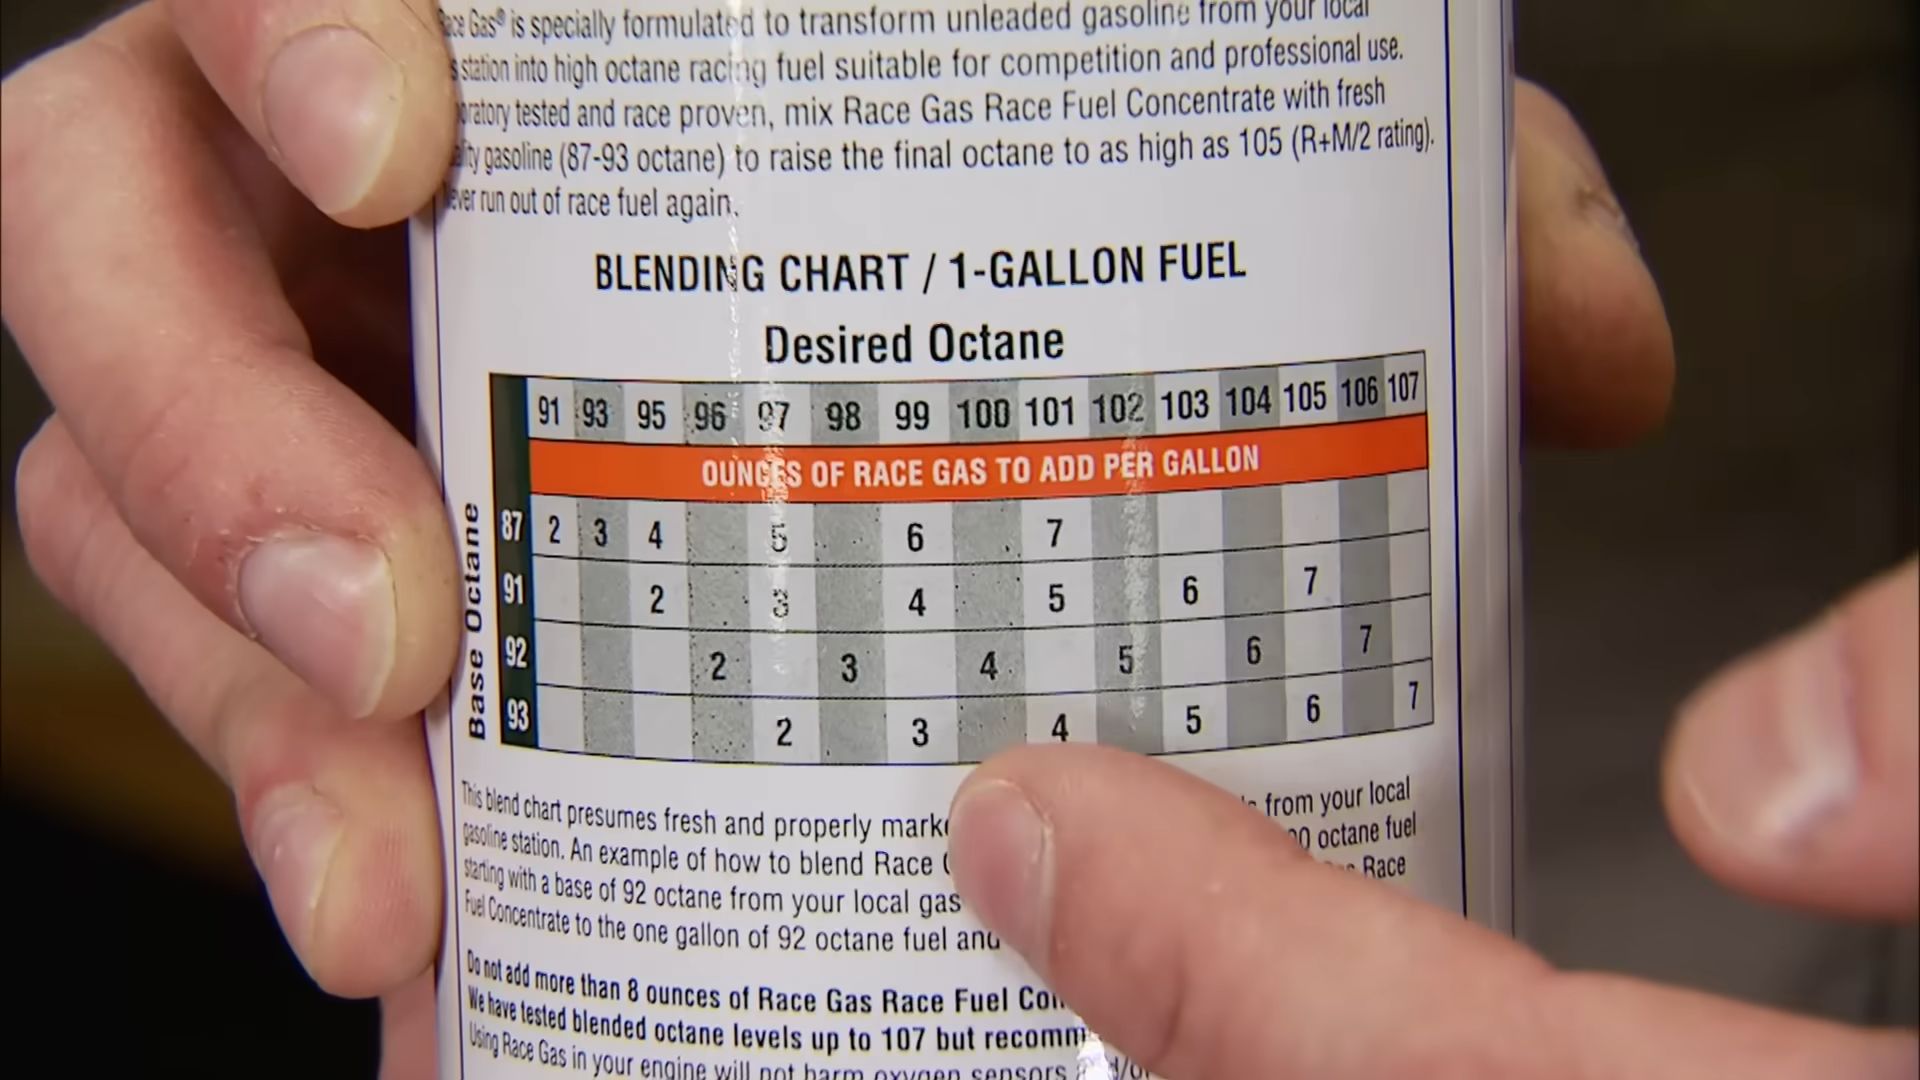 Race Gas® is specially formulated to transform unleaded gasoline from your local
station into high octane racing fuel suitable for competition and professional use.
tested and race proven, mix Race Gas Race Fuel Concentrate with fresh
gasoline (87-93 octane) to raise the final octane to as high as 105 (R+M/2 rating).
ever run out of race fuel again.
BLENDING CHART / 1-GALLON FUEL
Desired Octane
91 93 95 96 97 98 99 100 101 102 103 104 105 106 107
OUNCES OF RACE GAS TO ADD PER GALLON
Base Octane
87 2 3 4 5 6 7
91 2 3 4 5 6 7
92 2 3 4 5 6 7
93 2 3 4 5 6 7
This blend chart presumes fresh and properly from your local
gasoline station. An example of how to blend Race octane fuel
starting with a base of 92 octane from your local gas Race
Fuel Concentrate to the one gallon of 92 octane fuel and
Do not add more than 8 ounces of Race Gas Race Fuel
We have tested blended octane levels up to 107 but
Using Race Gas in your engine will not harm oxygen sensors